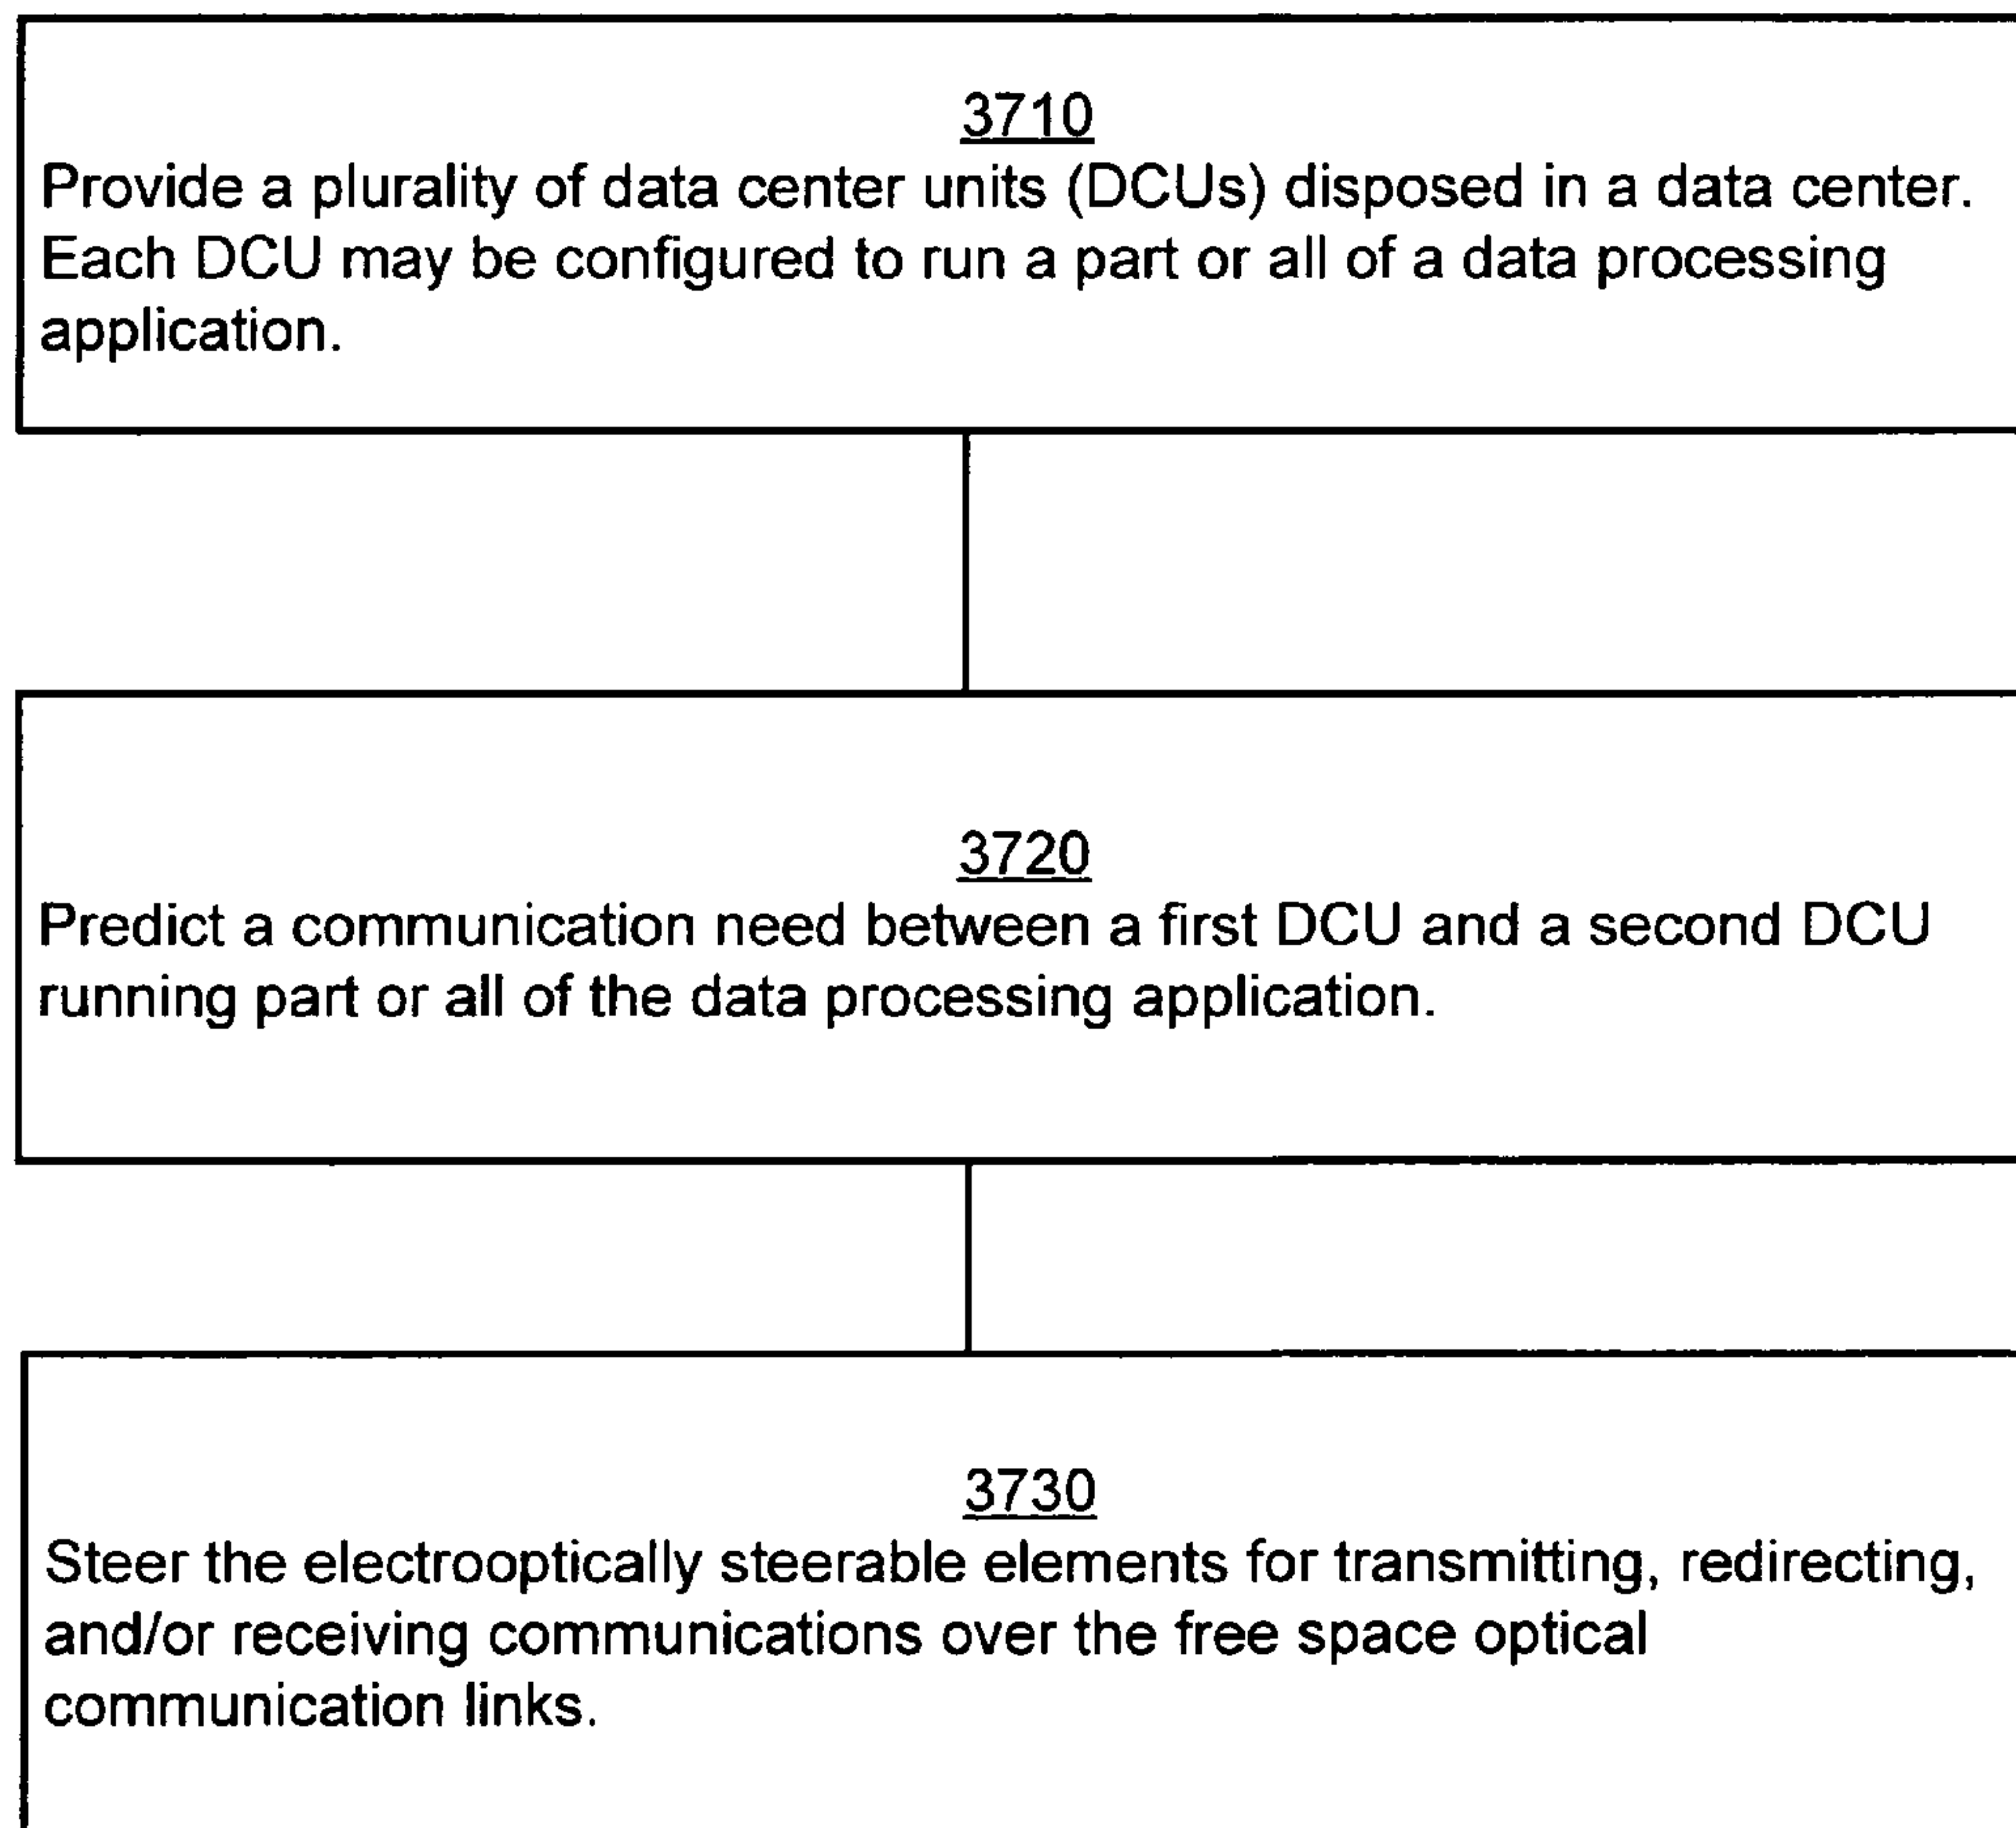 3710
Provide a plurality of data center units (DCUs) disposed in a data center.
Each DCU may be configured to run a part or all of a data processing
application.
3720
Predict a communication need between a first DCU and a second DCU
running part or all of the data processing application.
3730
Steer the electrooptically steerable elements for transmitting, redirecting,
and/or receiving communications over the free space optical
communication links.